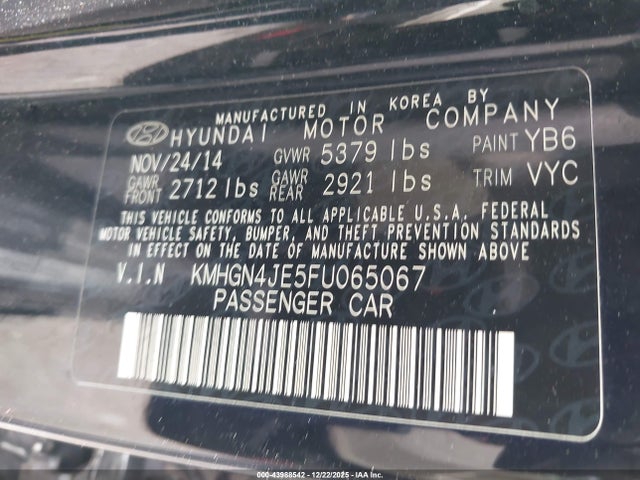 MANUFACTURED IN KOREA BY
HYUNDAI MOTOR COMPANY
NOV/24/14 GVWR 5379 lbs PAINT YB6
GAWR FRONT 2712 lbs GAWR REAR 2921 lbs TRIM VYC
THIS VEHICLE CONFORMS TO ALL APPLICABLE U.S.A. FEDERAL
MOTOR VEHICLE SAFETY, BUMPER, AND THEFT PREVENTION STANDARDS
IN EFFECT ON THE DATE OF MANUFACTURE SHOWN ABOVE
V.I.N KMHGN4JE5FU065067
PASSENGER CAR
000-43988542 - 12/22/2025 - IAA Inc.